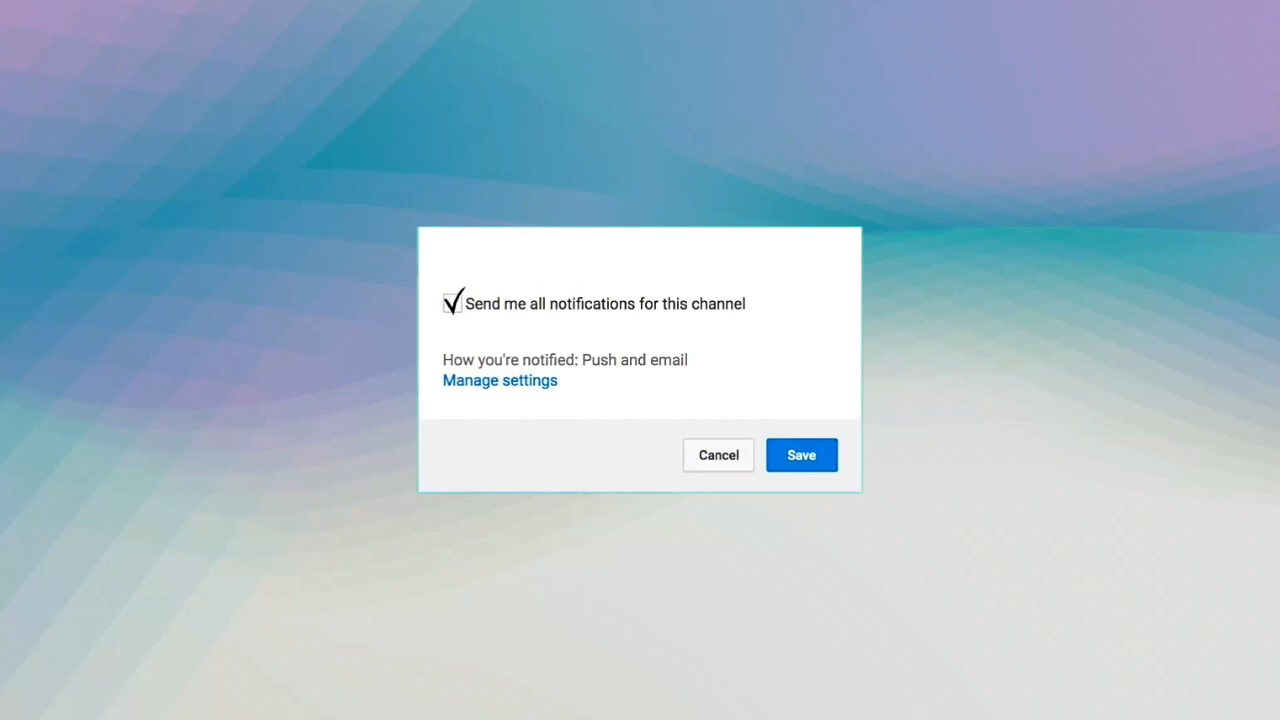 Send me all notifications for this channel
How you're notified: Push and email
Manage settings
Cancel Save